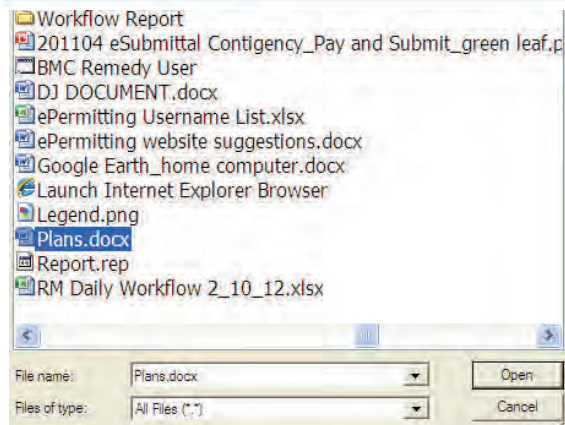 Workflow Report
201104 eSubmittal Contigency_Pay and Submit_green leaf,p
BMC Remedy User
DJ DOCUMENT.docx
ePermitting Username List.xlsx
ePermitting website suggestions.docx
Google Earth_home computer.docx
Launch Internet Explorer Browser
Legend.png
Plans.docx
Report.rep
RM Daily Workflow 2_10_12.xlsx
File name: Plans.docx Open
Files of type: All Files (*.*) Cancel